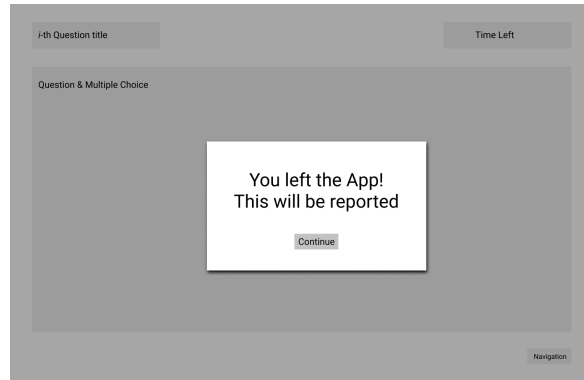 i-th Question title
Time Left
Question & Multiple Choice
You left the App!
This will be reported
Continue
Navigation